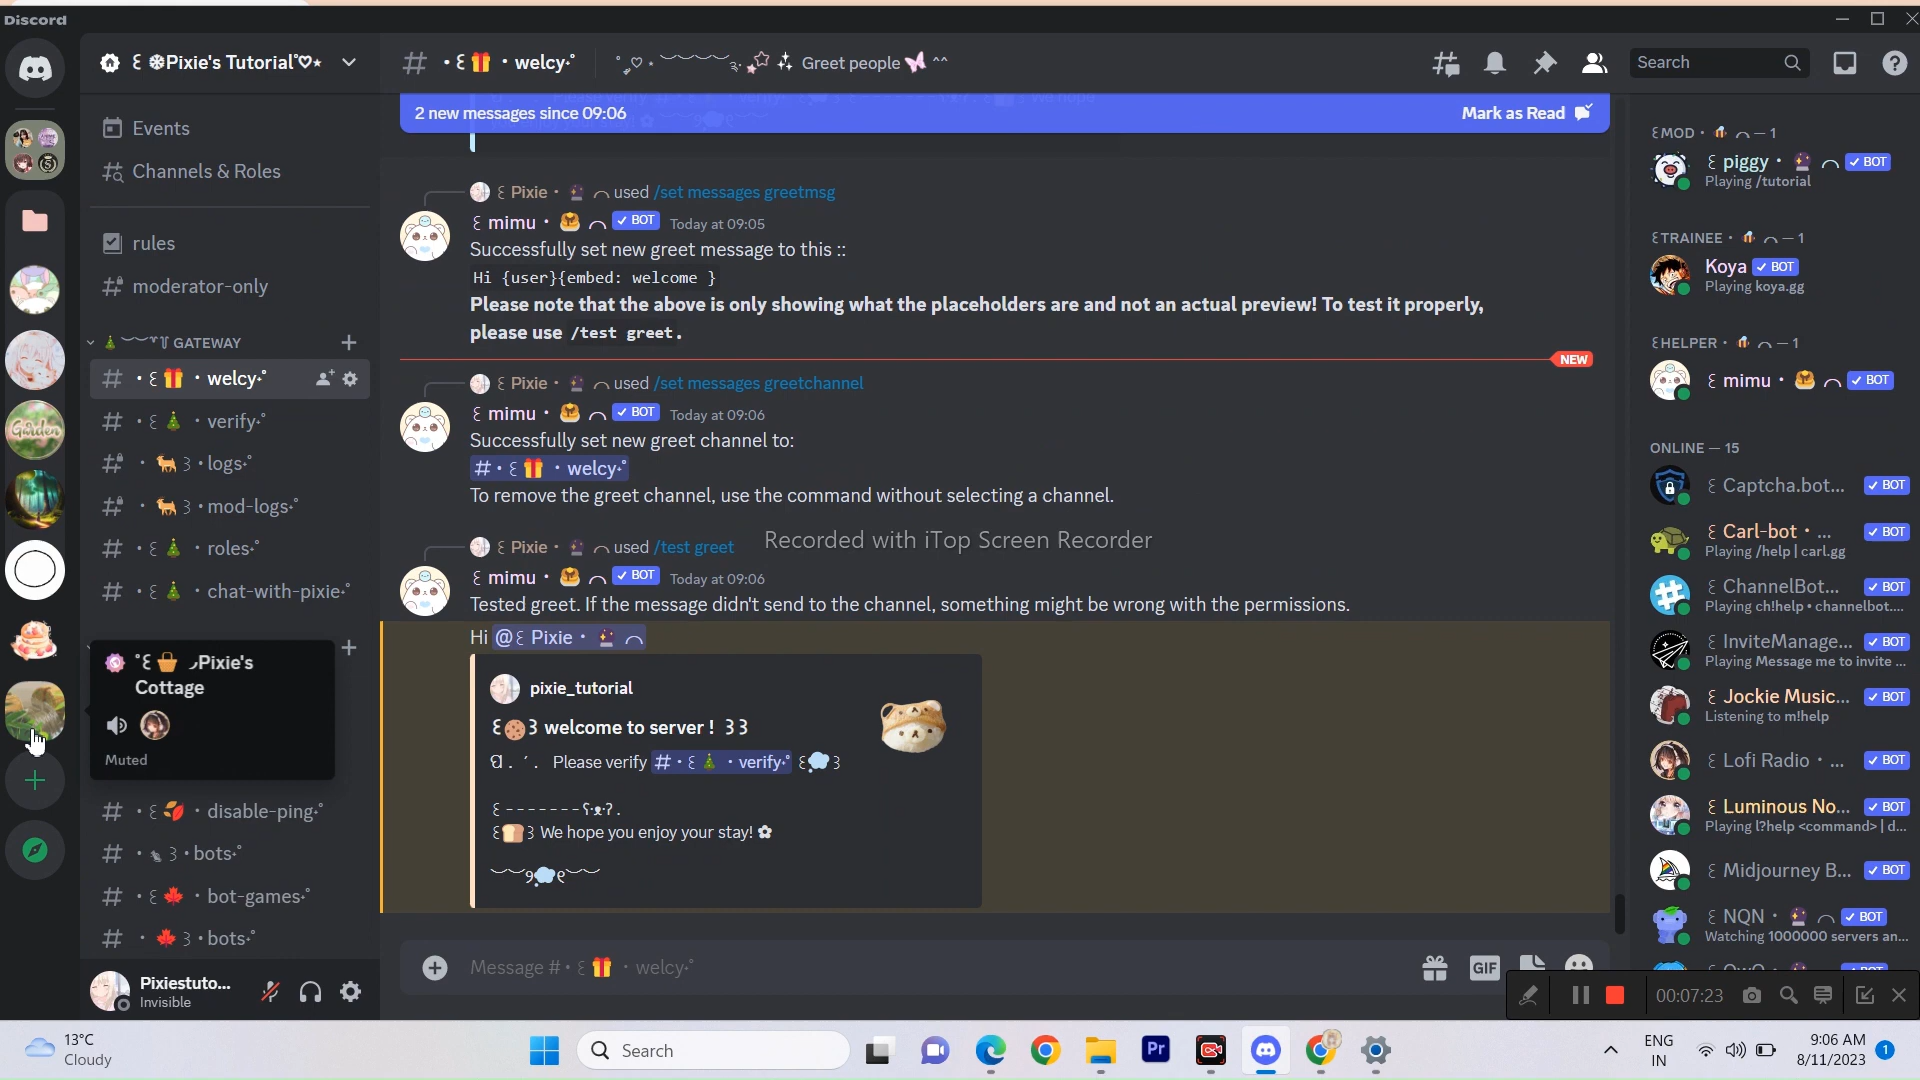 Discord
꒰ ❄Pixie's Tutorial˚♡⋆
Events
Channels & Roles
rules
moderator-only
GATEWAY
・꒰🎁・welcy˖˚
・꒰🎄・verify˖˚
・🐕꒱・logs˖˚
・🐕꒱・mod-logs˖˚
・꒰🎄・roles˖˚
・꒰🎄・chat-with-pixie˖˚
˚꒰🧺 Pixie's
Cottage
Muted
・꒰🍂・disable-ping˖˚
・꒱・bots˖˚
・꒰🍁・bot-games˖˚
・🍁꒱・bots˖˚
Pixiestuto...
Invisible
# ・꒰🎁・welcy˖˚
Greet people🦋 ^^
Search
2 new messages since 09:06
Mark as Read
꒰ Pixie・🔮 ⌒ used /set messages greetmsg
꒰ mimu・🥞 ⌒ ✓ BOT Today at 09:05
Successfully set new greet message to this ::
Hi {user}{embed: welcome }
Please note that the above is only showing what the placeholders are and not an actual preview! To test it properly,
please use /test greet.
NEW
꒰ Pixie・🔮 ⌒ used /set messages greetchannel
꒰ mimu・🥞 ⌒ ✓ BOT Today at 09:06
Successfully set new greet channel to:
#・꒰🎁・welcy˖˚
To remove the greet channel, use the command without selecting a channel.
Recorded with iTop Screen Recorder
꒰ Pixie・🔮 ⌒ used /test greet
꒰ mimu・🥞 ⌒ ✓ BOT Today at 09:06
Tested greet. If the message didn't send to the channel, something might be wrong with the permissions.
Hi @꒰ Pixie・🔮 ⌒
pixie_tutorial
꒰🍪꒱ welcome to server ! ꒱꒱
Please verify #・꒰🎄・verify˖˚ ꒰💭꒱
꒰ - - - - - - - ʕ·ᴥ·ʔ .
꒰🍞꒱ We hope you enjoy your stay! ✿
Message #・꒰🎁・welcy˖˚
GIF
꒰MOD・ ⌒ — 1
꒰ piggy・🔮 ⌒ ✓ BOT
Playing /tutorial
꒰TRAINEE・ ⌒ — 1
Koya ✓ BOT
Playing koya.gg
꒰HELPER・ ⌒ — 1
꒰ mimu・🥞 ⌒ ✓ BOT
ONLINE — 15
꒰ Captcha.bot... ✓ BOT
꒰ Carl-bot・... ✓ BOT
Playing /help | carl.gg
꒰ ChannelBot... ✓ BOT
Playing ch!help • channelbot....
꒰ InviteManage... ✓ BOT
Playing Message me to invite ...
꒰ Jockie Music... ✓ BOT
Listening to m!help
꒰ Lofi Radio・... ✓ BOT
꒰ Luminous No... ✓ BOT
Playing l?help <command> | d...
꒰ Midjourney B... ✓ BOT
꒰ NQN・🔮 ⌒ ✓ BOT
Watching 1000000 servers an...
00:07:23
13°C
Cloudy
Search
Pr
ENG
IN
9:06 AM
8/11/2023
1
Garden